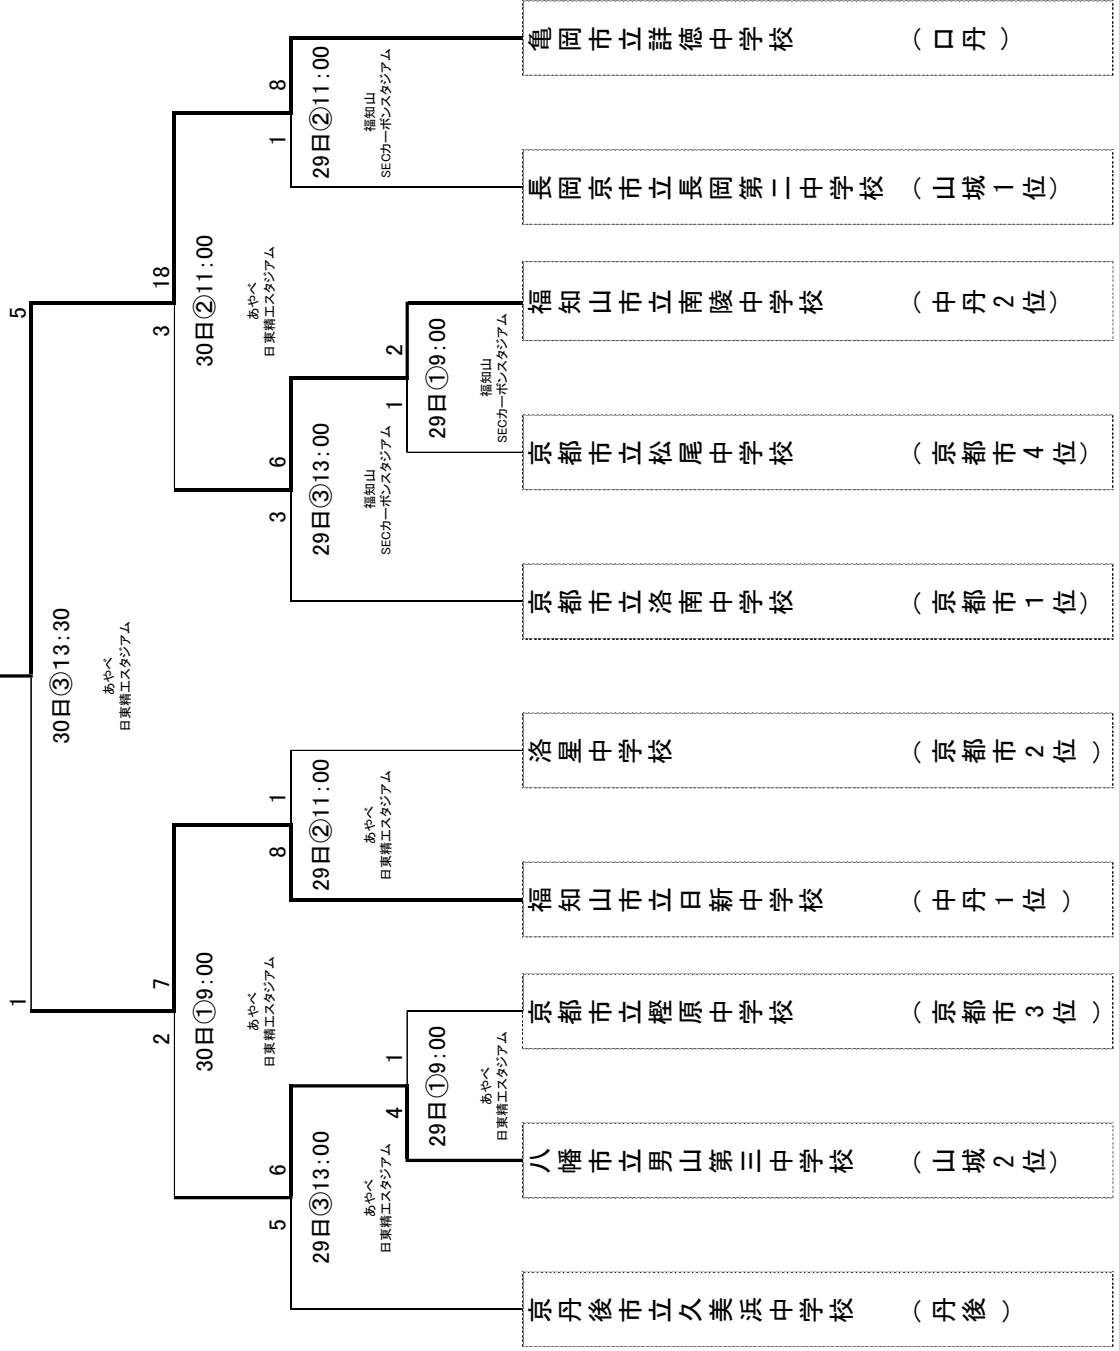 5
1
30日③13:30
あやべ
日東精工スタジアム
18
3
30日②11:00
あやべ
日東精工スタジアム
7
2
30日①9:00
あやべ
日東精工スタジアム
8
1
29日②11:00
福知山
SECカーボンスタジアム
6
3
29日③13:00
福知山
SECカーボンスタジアム
2
1
29日①9:00
福知山
SECカーボンスタジアム
1
8
29日②11:00
あやべ
日東精工スタジアム
6
5
29日③13:00
あやべ
日東精工スタジアム
1
4
29日①9:00
あやべ
日東精工スタジアム
亀岡市立詳徳中学校 （口丹）
長岡京市立長岡第二中学校 （山城1位）
福知山市立南陵中学校 （中丹2位）
京都市立松尾中学校 （京都市4位）
京都市立洛南中学校 （京都市1位）
洛星中学校 （京都市2位）
福知山市立日新中学校 （中丹1位）
京都市立樫原中学校 （京都市3位）
八幡市立男山第三中学校 （山城2位）
京丹後市立久美浜中学校 （丹後）